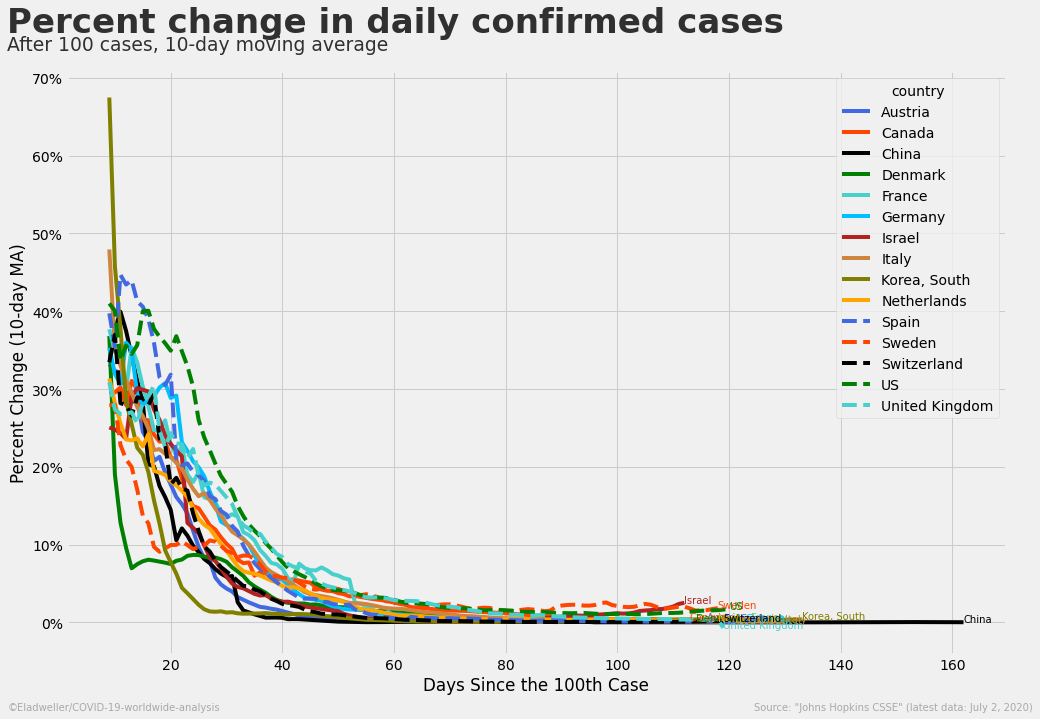 Percent change in daily confirmed cases
After 100 cases, 10-day moving average
Percent Change (10-day MA)
70%
60%
50%
40%
30%
20%
10%
0%
country
Austria
Canada
China
Denmark
France
Germany
Israel
Italy
Korea, South
Netherlands
Spain
Sweden
Switzerland
US
United Kingdom
Israel
Sweden
US
Korea, South
Switzerland
China
United Kingdom
20
40
60
80
100
120
140
160
Days Since the 100th Case
©Eladweller/COVID-19-worldwide-analysis
Source: "Johns Hopkins CSSE" (latest data: July 2, 2020)